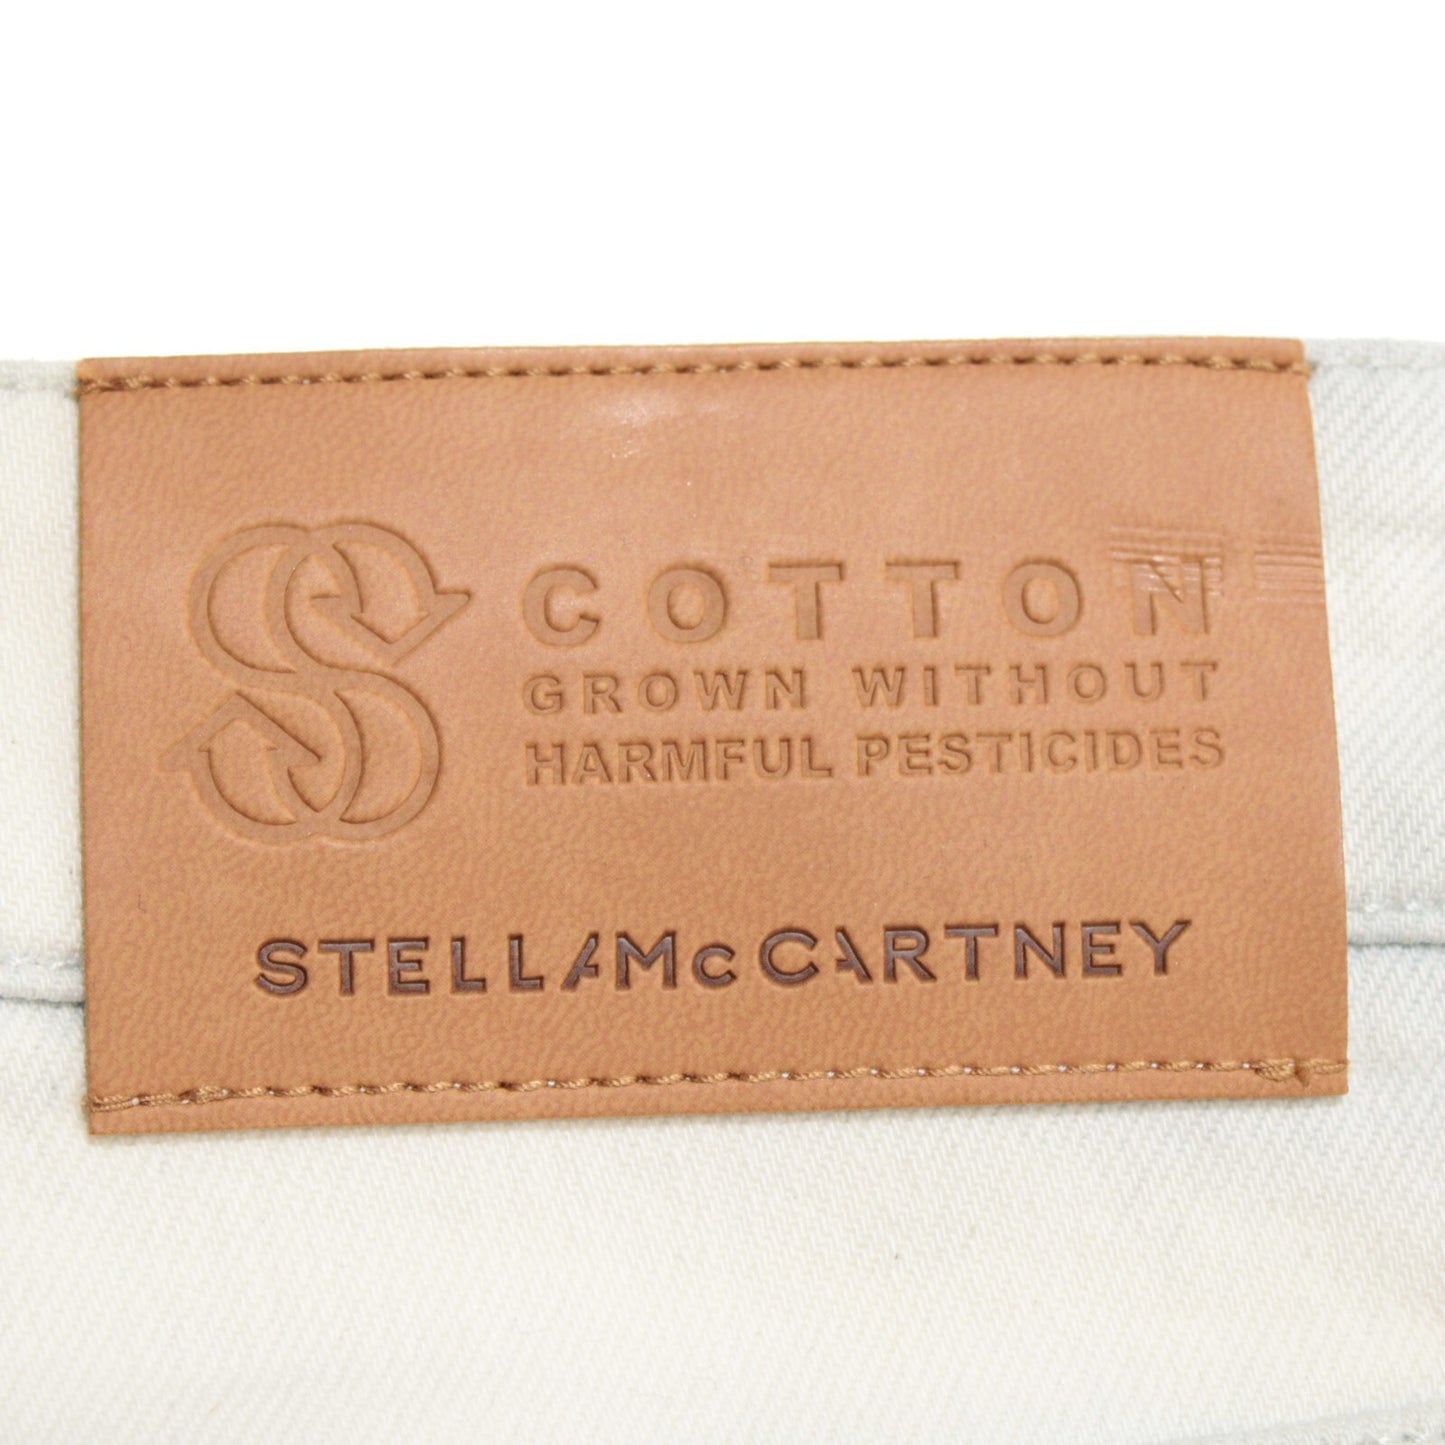 COTTON
GROWN WITHOUT
HARMFUL PESTICIDES
STELLAMcCARTNEY